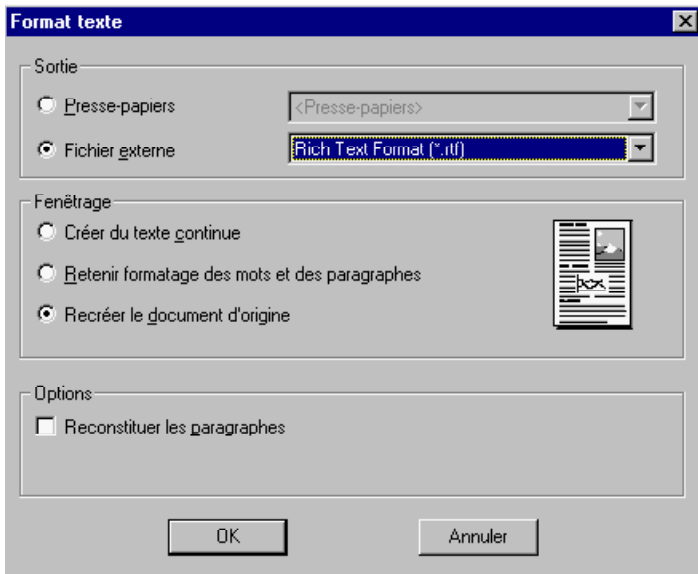 Format texte
Sortie
Presse-papiers
<Presse-papiers>
Fichier externe
Rich Text Format (*.rtf)
Fenêtrage
Créer du texte continue
Retenir formatage des mots et des paragraphes
Recréer le document d'origine
Options
Reconstituer les paragraphes
OK
Annuler